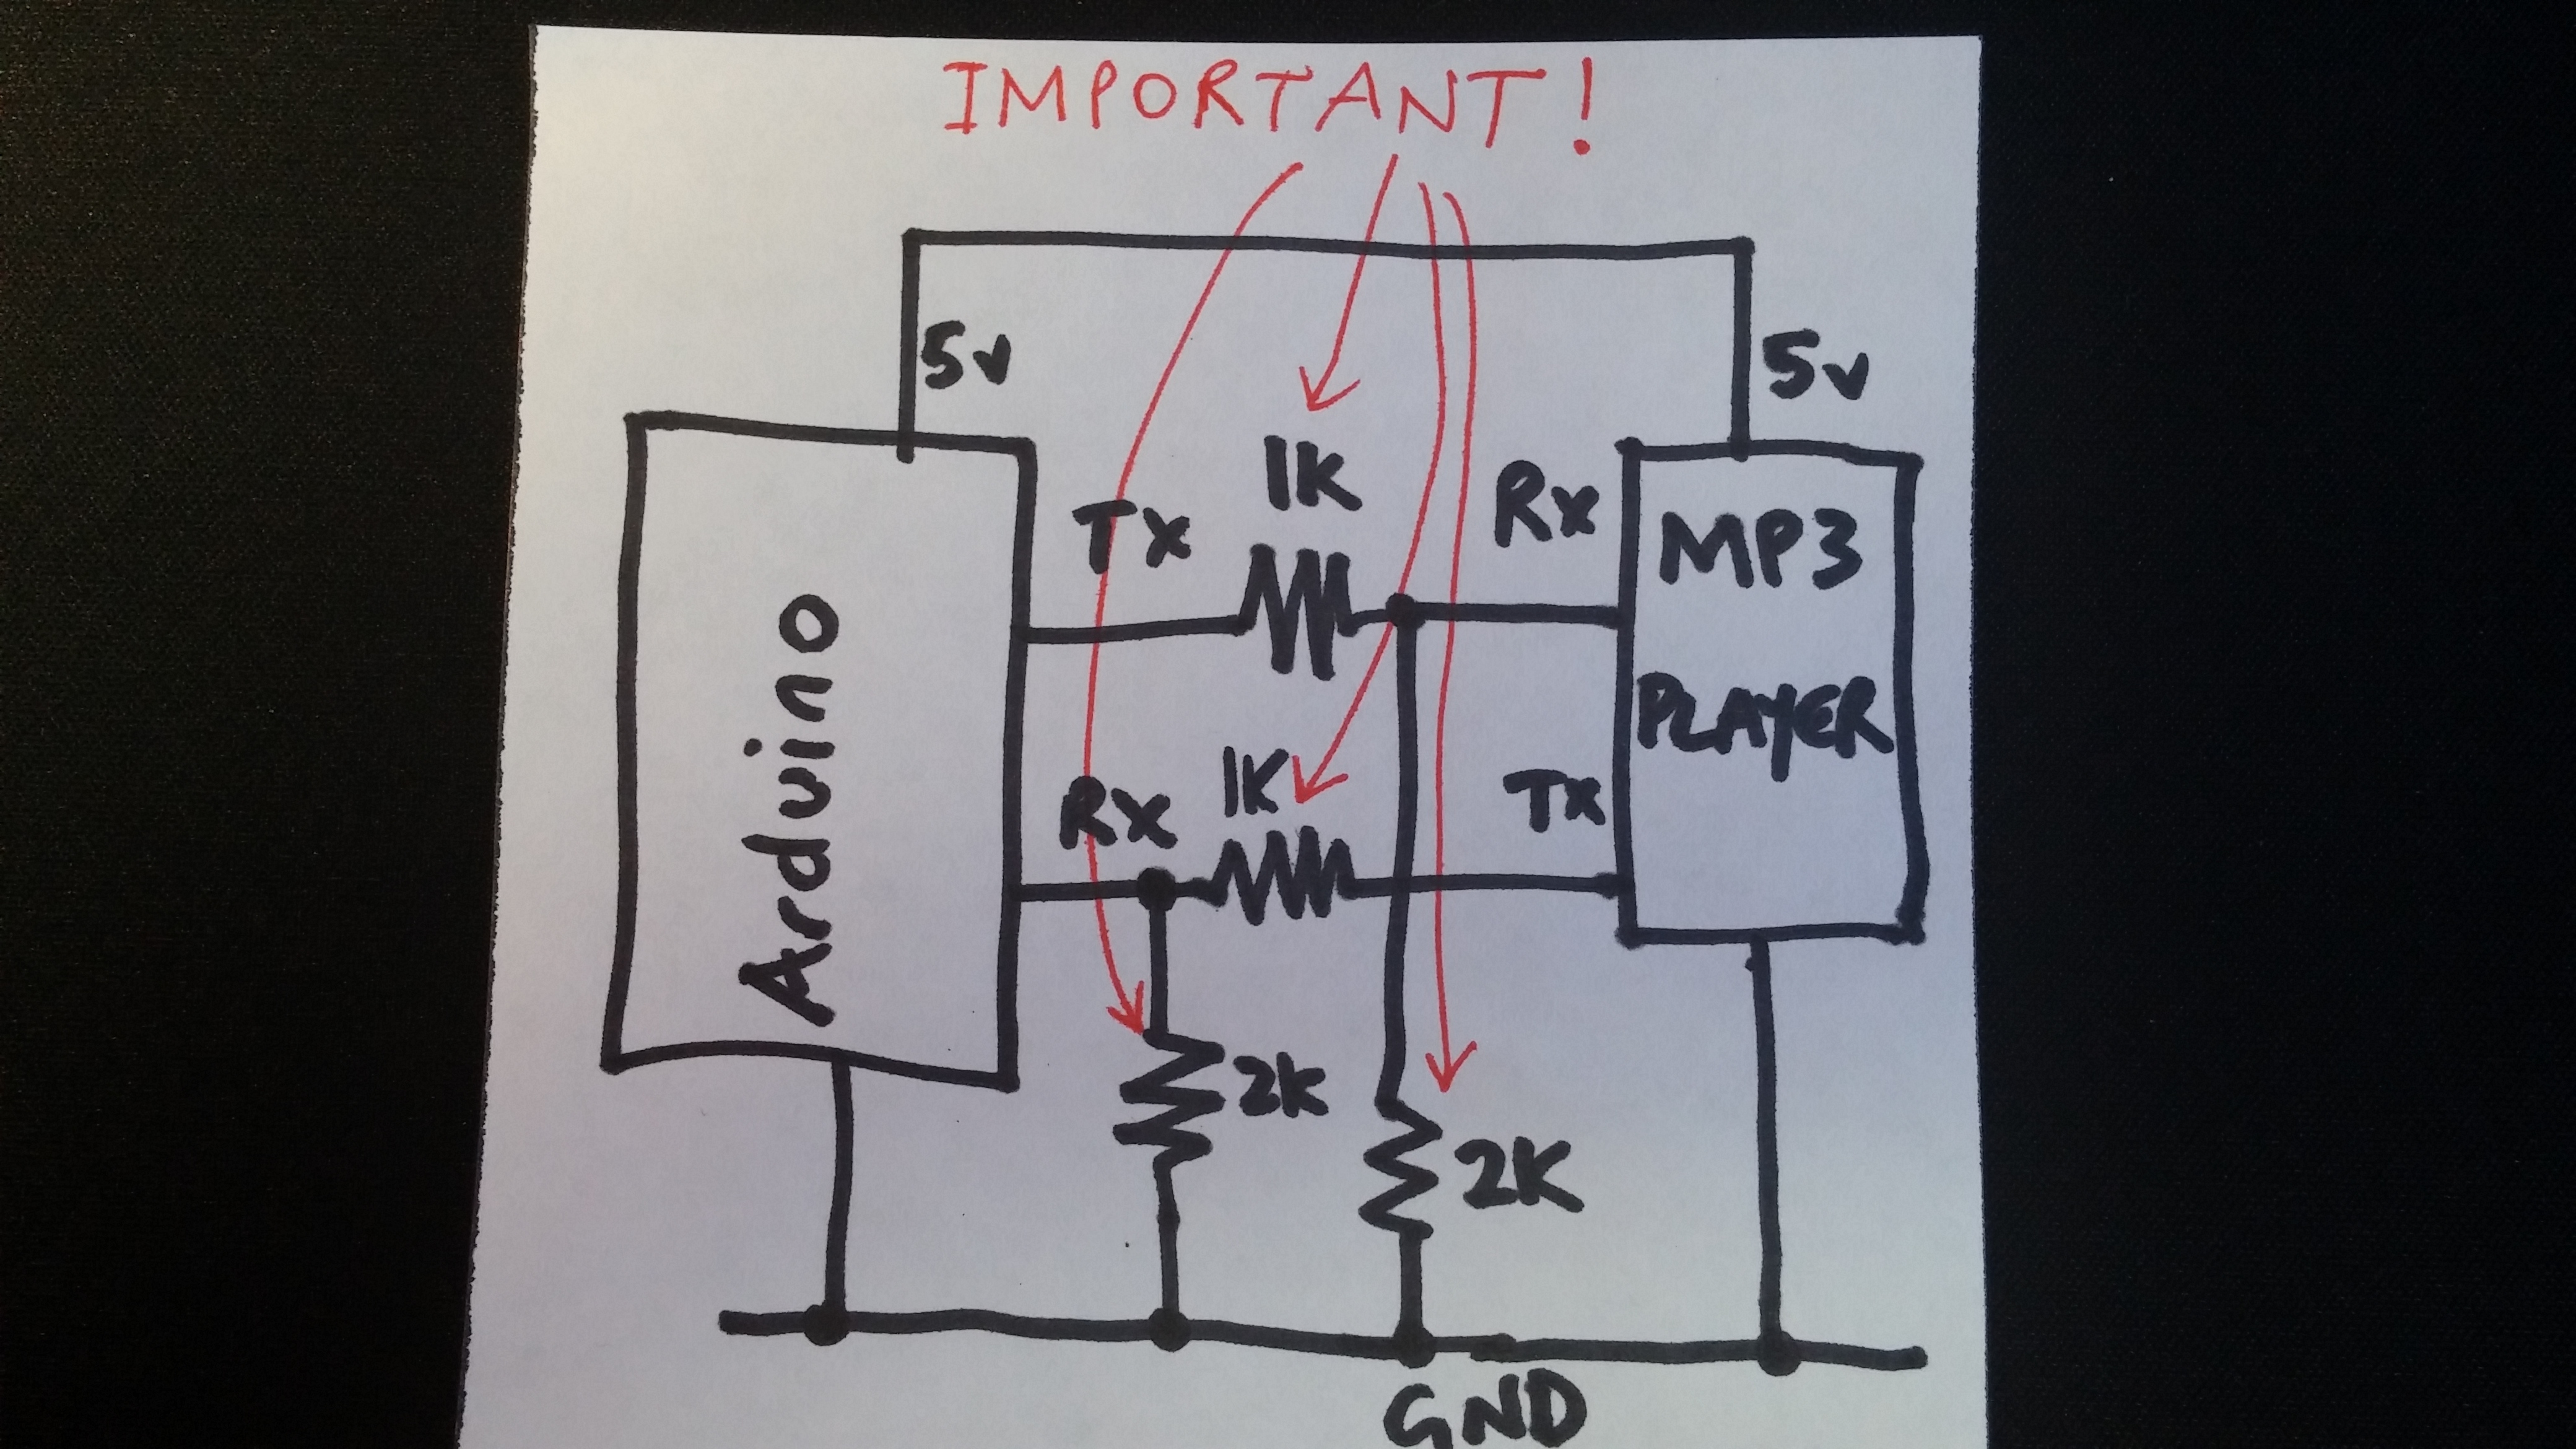 IMPORTANT!
5v
5v
1K
Tx
Rx
MP3
PLAYER
Arduino
1K
Rx
Tx
2K
2K
GND